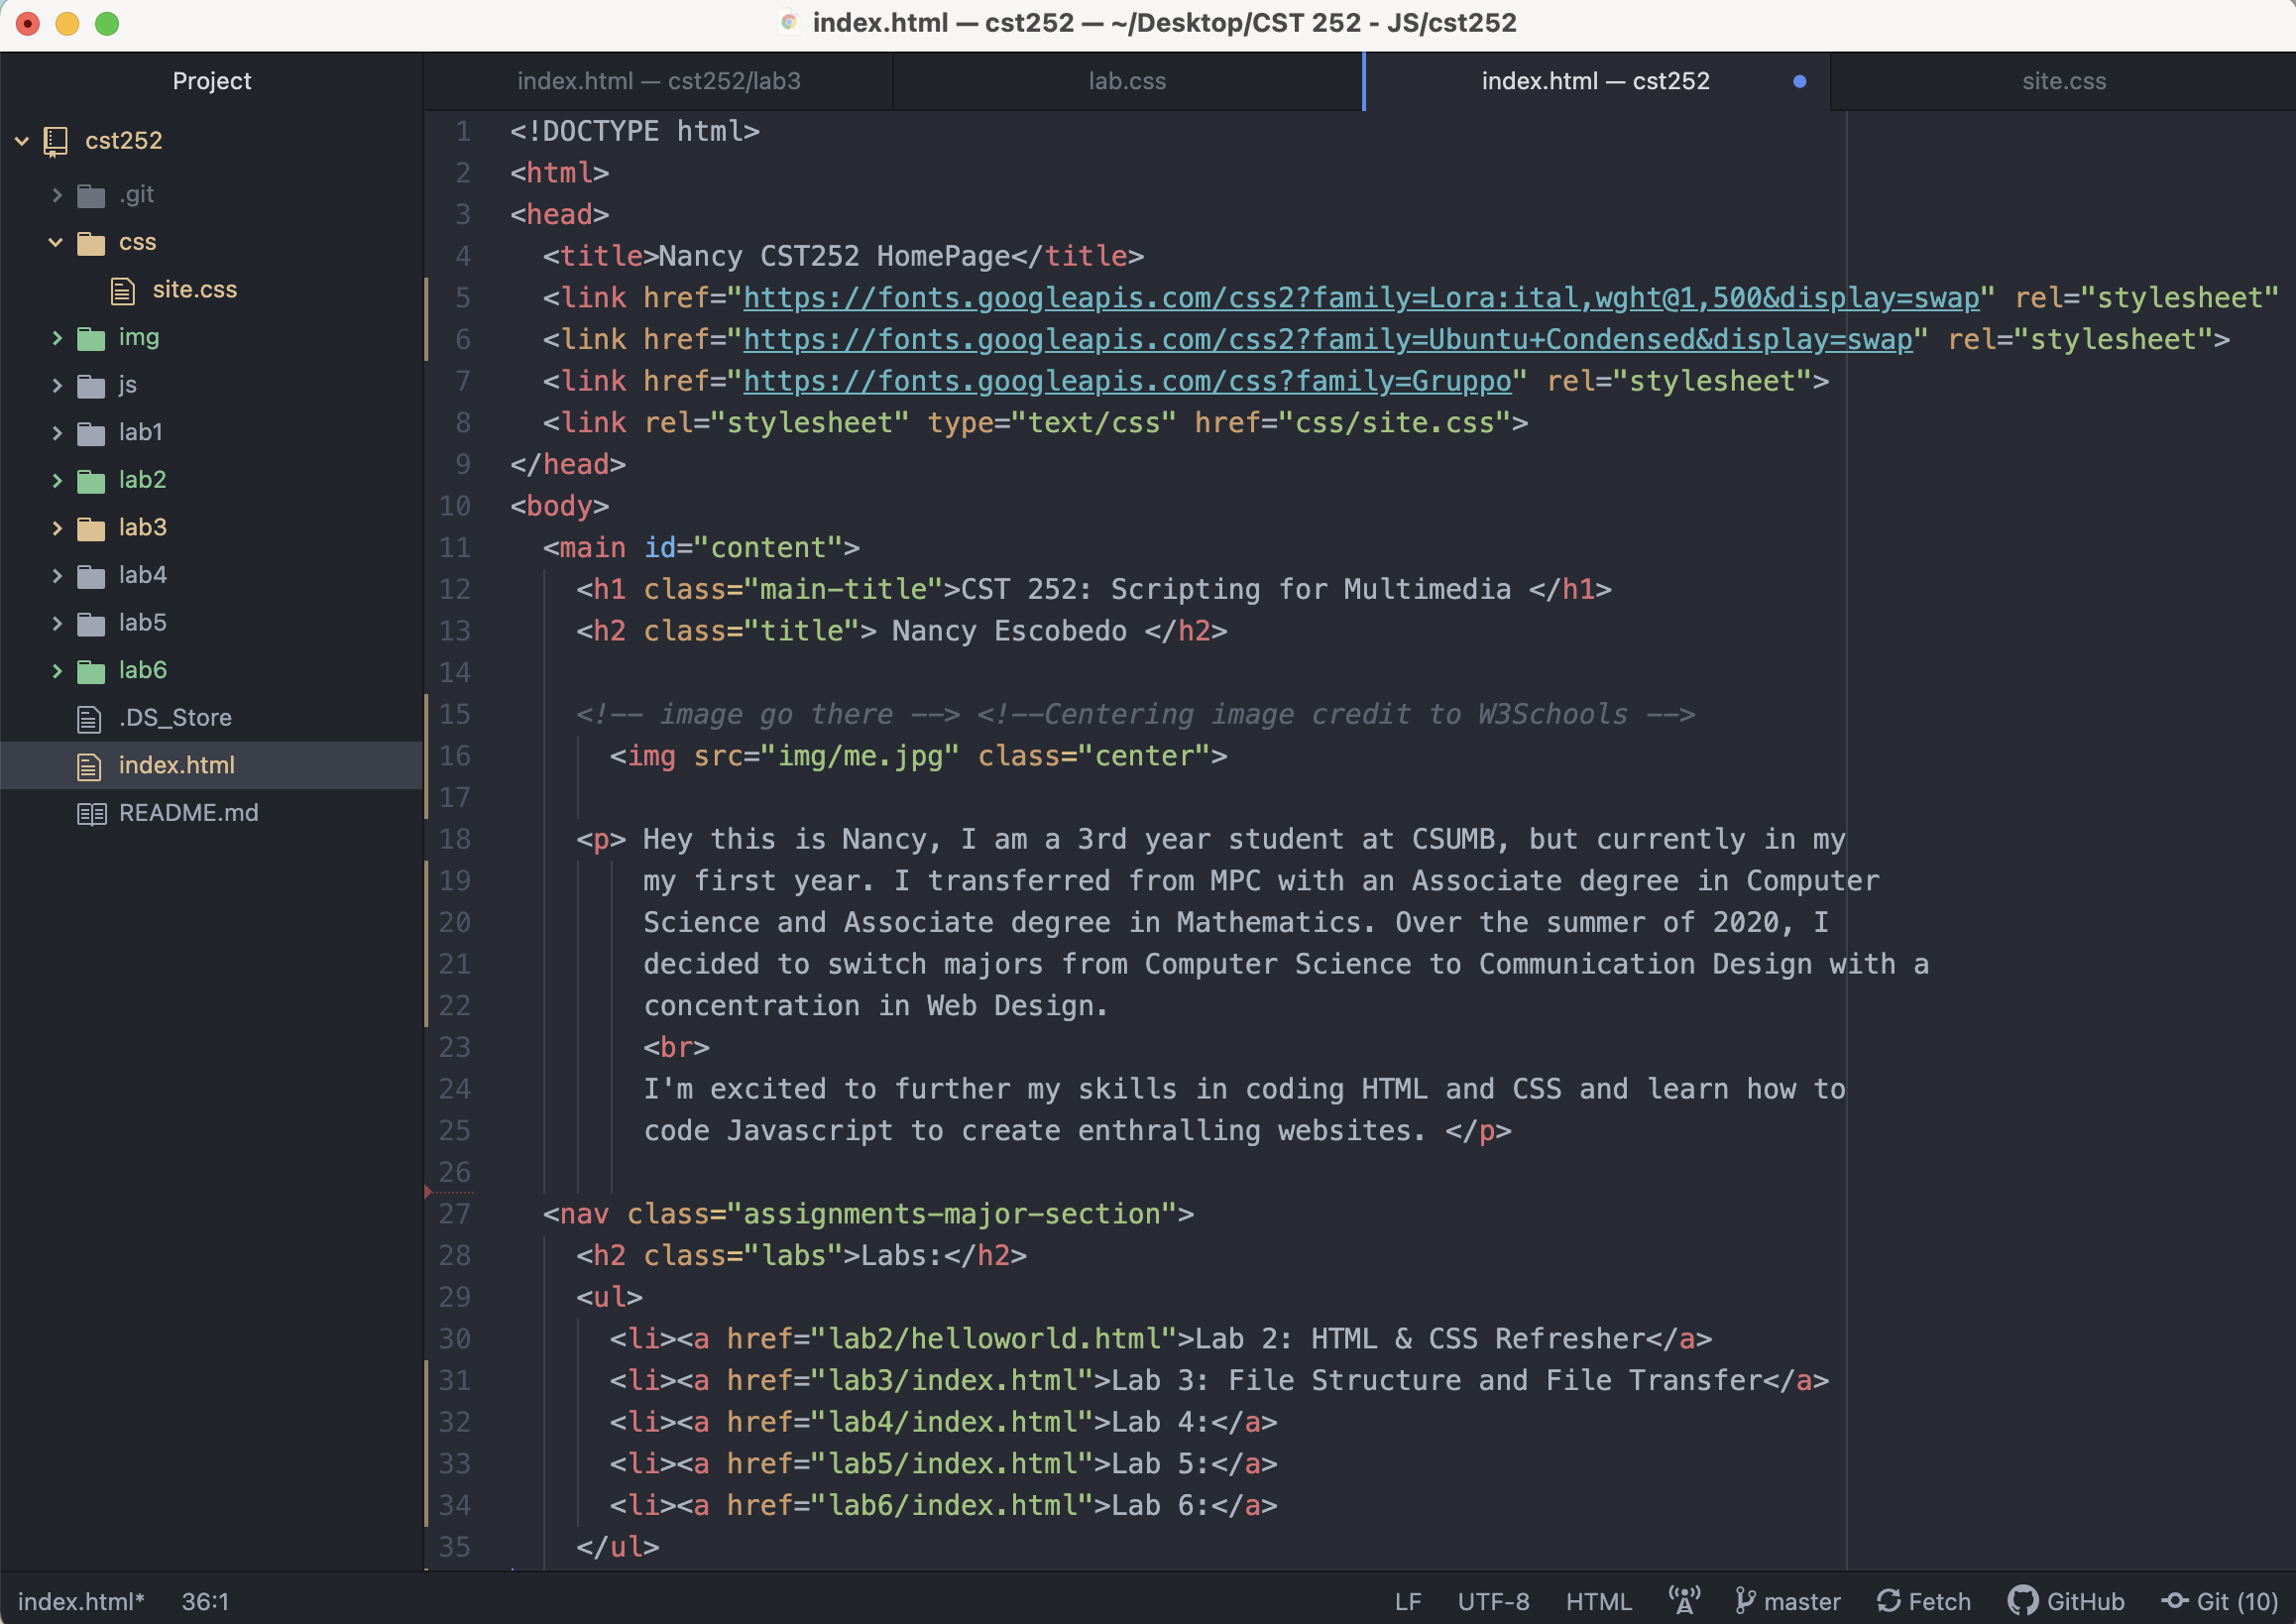 index.html — cst252 — ~/Desktop/CST 252 - JS/cst252
Project
index.html — cst252/lab3
lab.css
index.html — cst252
site.css
cst252
.git
css
site.css
img
js
lab1
lab2
lab3
lab4
lab5
lab6
.DS_Store
index.html
README.md
1 <!DOCTYPE html>
2 <html>
3 <head>
4 <title>Nancy CST252 HomePage</title>
5 <link href="https://fonts.googleapis.com/css2?family=Lora:ital,wght@1,500&display=swap" rel="stylesheet"
6 <link href="https://fonts.googleapis.com/css2?family=Ubuntu+Condensed&display=swap" rel="stylesheet">
7 <link href="https://fonts.googleapis.com/css?family=Gruppo" rel="stylesheet">
8 <link rel="stylesheet" type="text/css" href="css/site.css">
9 </head>
10 <body>
11 <main id="content">
12 <h1 class="main-title">CST 252: Scripting for Multimedia </h1>
13 <h2 class="title"> Nancy Escobedo </h2>
14
15 <!-- image go there --> <!--Centering image credit to W3Schools -->
16 <img src="img/me.jpg" class="center">
17
18 <p> Hey this is Nancy, I am a 3rd year student at CSUMB, but currently in my
19 my first year. I transferred from MPC with an Associate degree in Computer
20 Science and Associate degree in Mathematics. Over the summer of 2020, I
21 decided to switch majors from Computer Science to Communication Design with a
22 concentration in Web Design.
23 <br>
24 I'm excited to further my skills in coding HTML and CSS and learn how to
25 code Javascript to create enthralling websites. </p>
26
27 <nav class="assignments-major-section">
28 <h2 class="labs">Labs:</h2>
29 <ul>
30 <li><a href="lab2/helloworld.html">Lab 2: HTML & CSS Refresher</a>
31 <li><a href="lab3/index.html">Lab 3: File Structure and File Transfer</a>
32 <li><a href="lab4/index.html">Lab 4:</a>
33 <li><a href="lab5/index.html">Lab 5:</a>
34 <li><a href="lab6/index.html">Lab 6:</a>
35 </ul>
index.html* 36:1 LF UTF-8 HTML master Fetch GitHub Git (10)